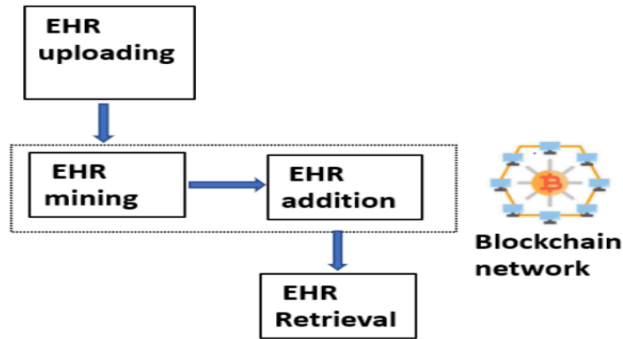 EHR
uploading
EHR
mining
EHR
addition
Blockchain
network
EHR
Retrieval